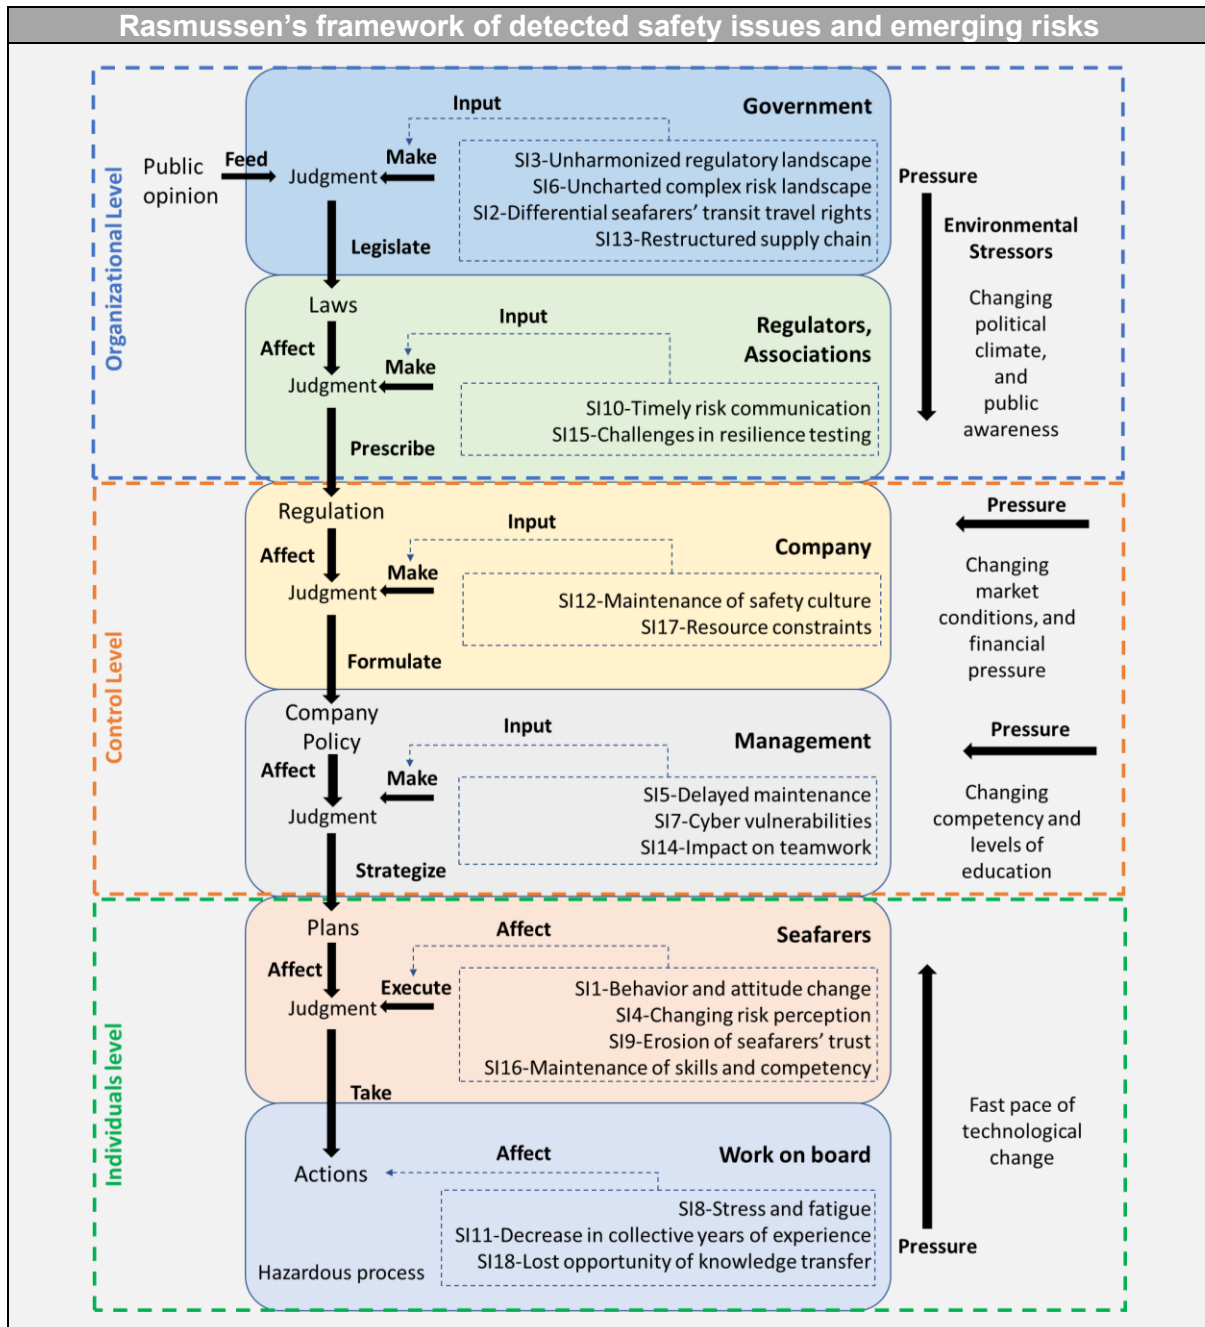 Rasmussen's framework of detected safety issues and emerging risks
Organizational Level
Government
Input
Public
opinion
Feed
Judgment
Make
SI3-Unharmonized regulatory landscape
SI6-Uncharted complex risk landscape
SI2-Differential seafarers' transit travel rights
SI13-Restructured supply chain
Pressure
Environmental
Stressors
Changing
political
climate,
and
public
awareness
Legislate
Laws
Regulators,
Associations
Input
Affect
Make
Judgment
SI10-Timely risk communication
SI15-Challenges in resilience testing
Prescribe
Control Level
Regulation
Company
Input
Affect
Make
Judgment
SI12-Maintenance of safety culture
SI17-Resource constraints
Pressure
Changing
market
conditions, and
financial
pressure
Formulate
Company
Policy
Management
Input
Affect
Make
Judgment
SI5-Delayed maintenance
SI7-Cyber vulnerabilities
SI14-Impact on teamwork
Pressure
Changing
competency and
levels of
education
Strategize
Individuals level
Plans
Seafarers
Affect
Affect
Execute
Judgment
SI1-Behavior and attitude change
SI4-Changing risk perception
SI9-Erosion of seafarers' trust
SI16-Maintenance of skills and competency
Take
Actions
Work on board
Affect
SI8-Stress and fatigue
SI11-Decrease in collective years of experience
SI18-Lost opportunity of knowledge transfer
Hazardous process
Fast pace of
technological
change
Pressure